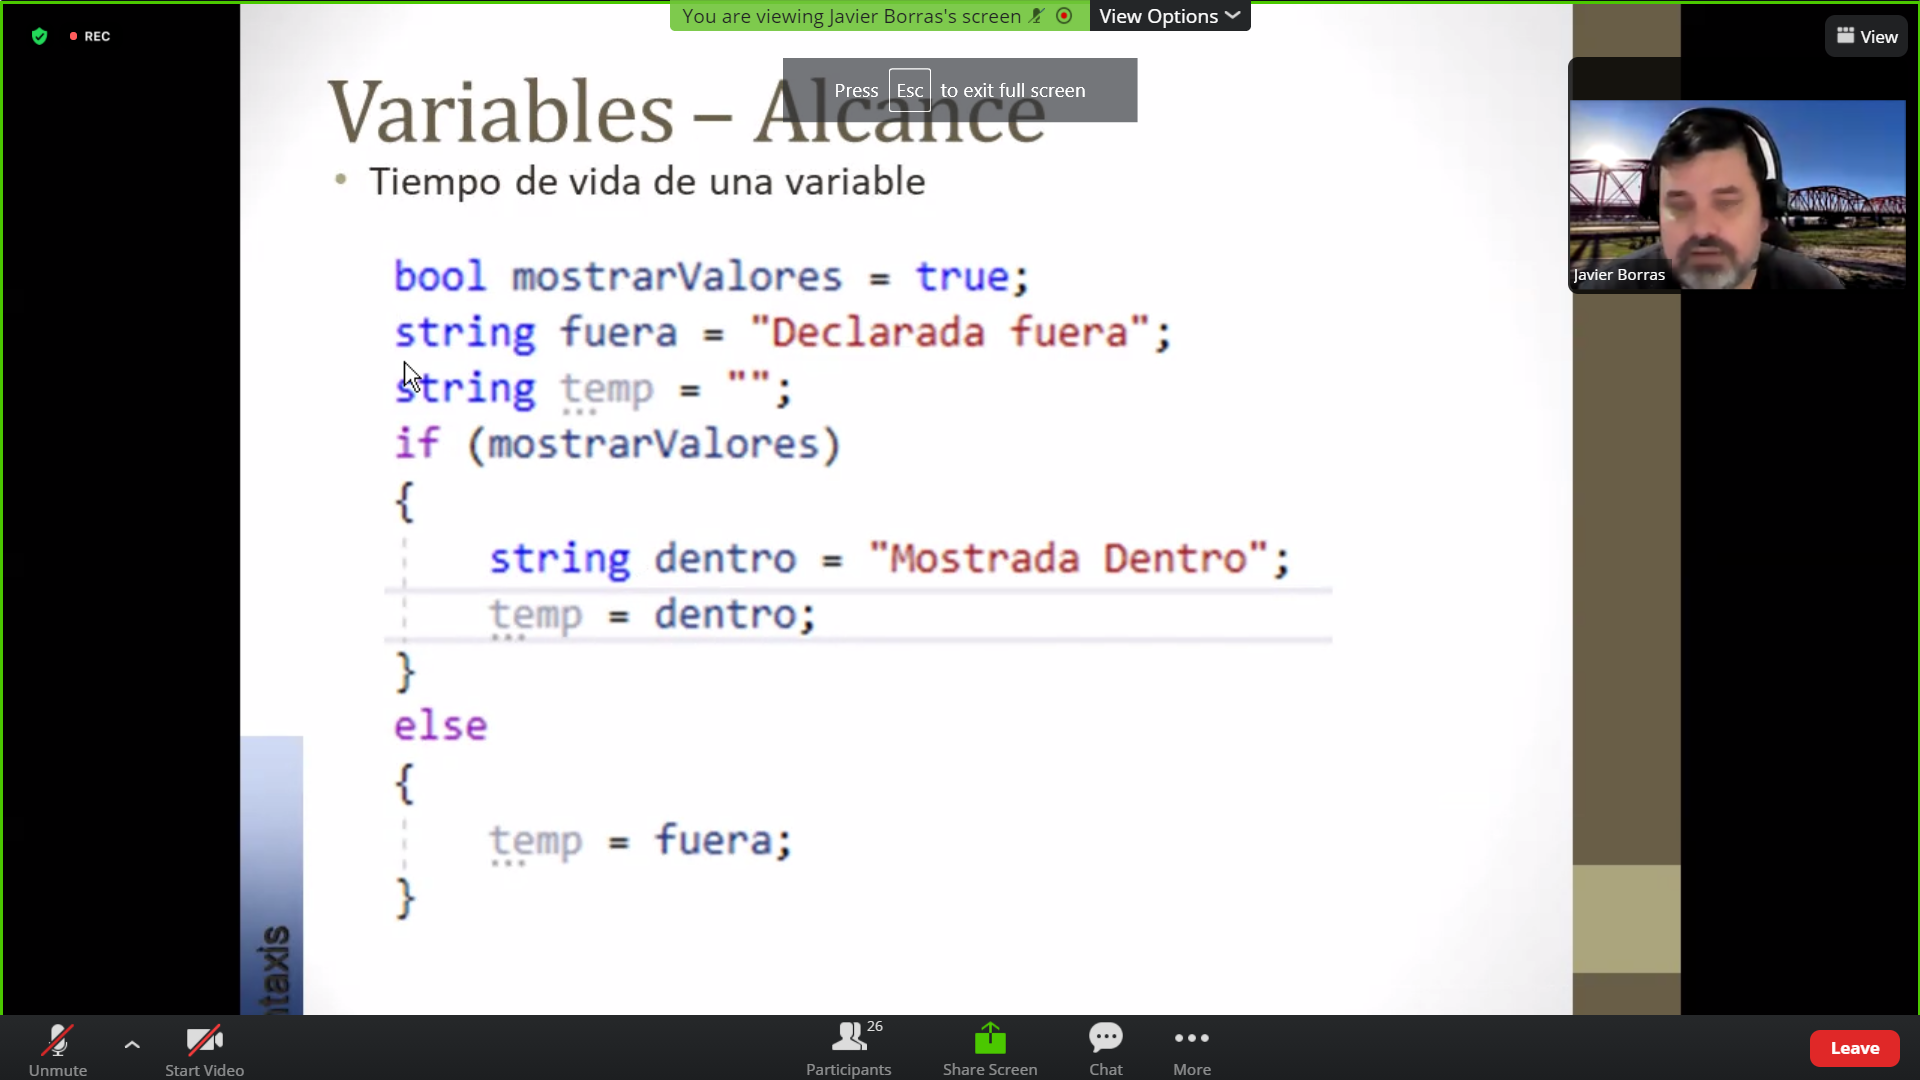 You are viewing Javier Borras's screen
View Options
REC
View
Press Esc to exit full screen
Variables – Alcance
• Tiempo de vida de una variable
bool mostrarValores = true;
string fuera = "Declarada fuera";
string temp = "";
if (mostrarValores)
{
string dentro = "Mostrada Dentro";
temp = dentro;
}
else
{
temp = fuera;
}
Javier Borras
ntaxis
Unmute
Start Video
Participants
26
Share Screen
Chat
More
Leave